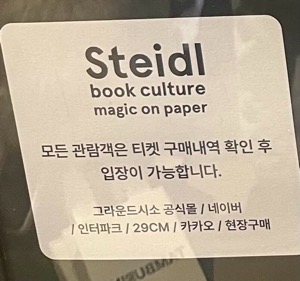 Steidl
book culture
magic on paper
모든 관람객은 티켓 구매내역 확인 후
입장이 가능합니다.
그라운드시소 공식몰 / 네이버
/ 인터파크 / 29CM / 카카오 / 현장구매